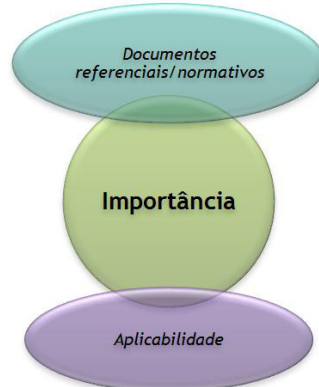 Documentos
referenciais/normativos
Importância
Aplicabilidade